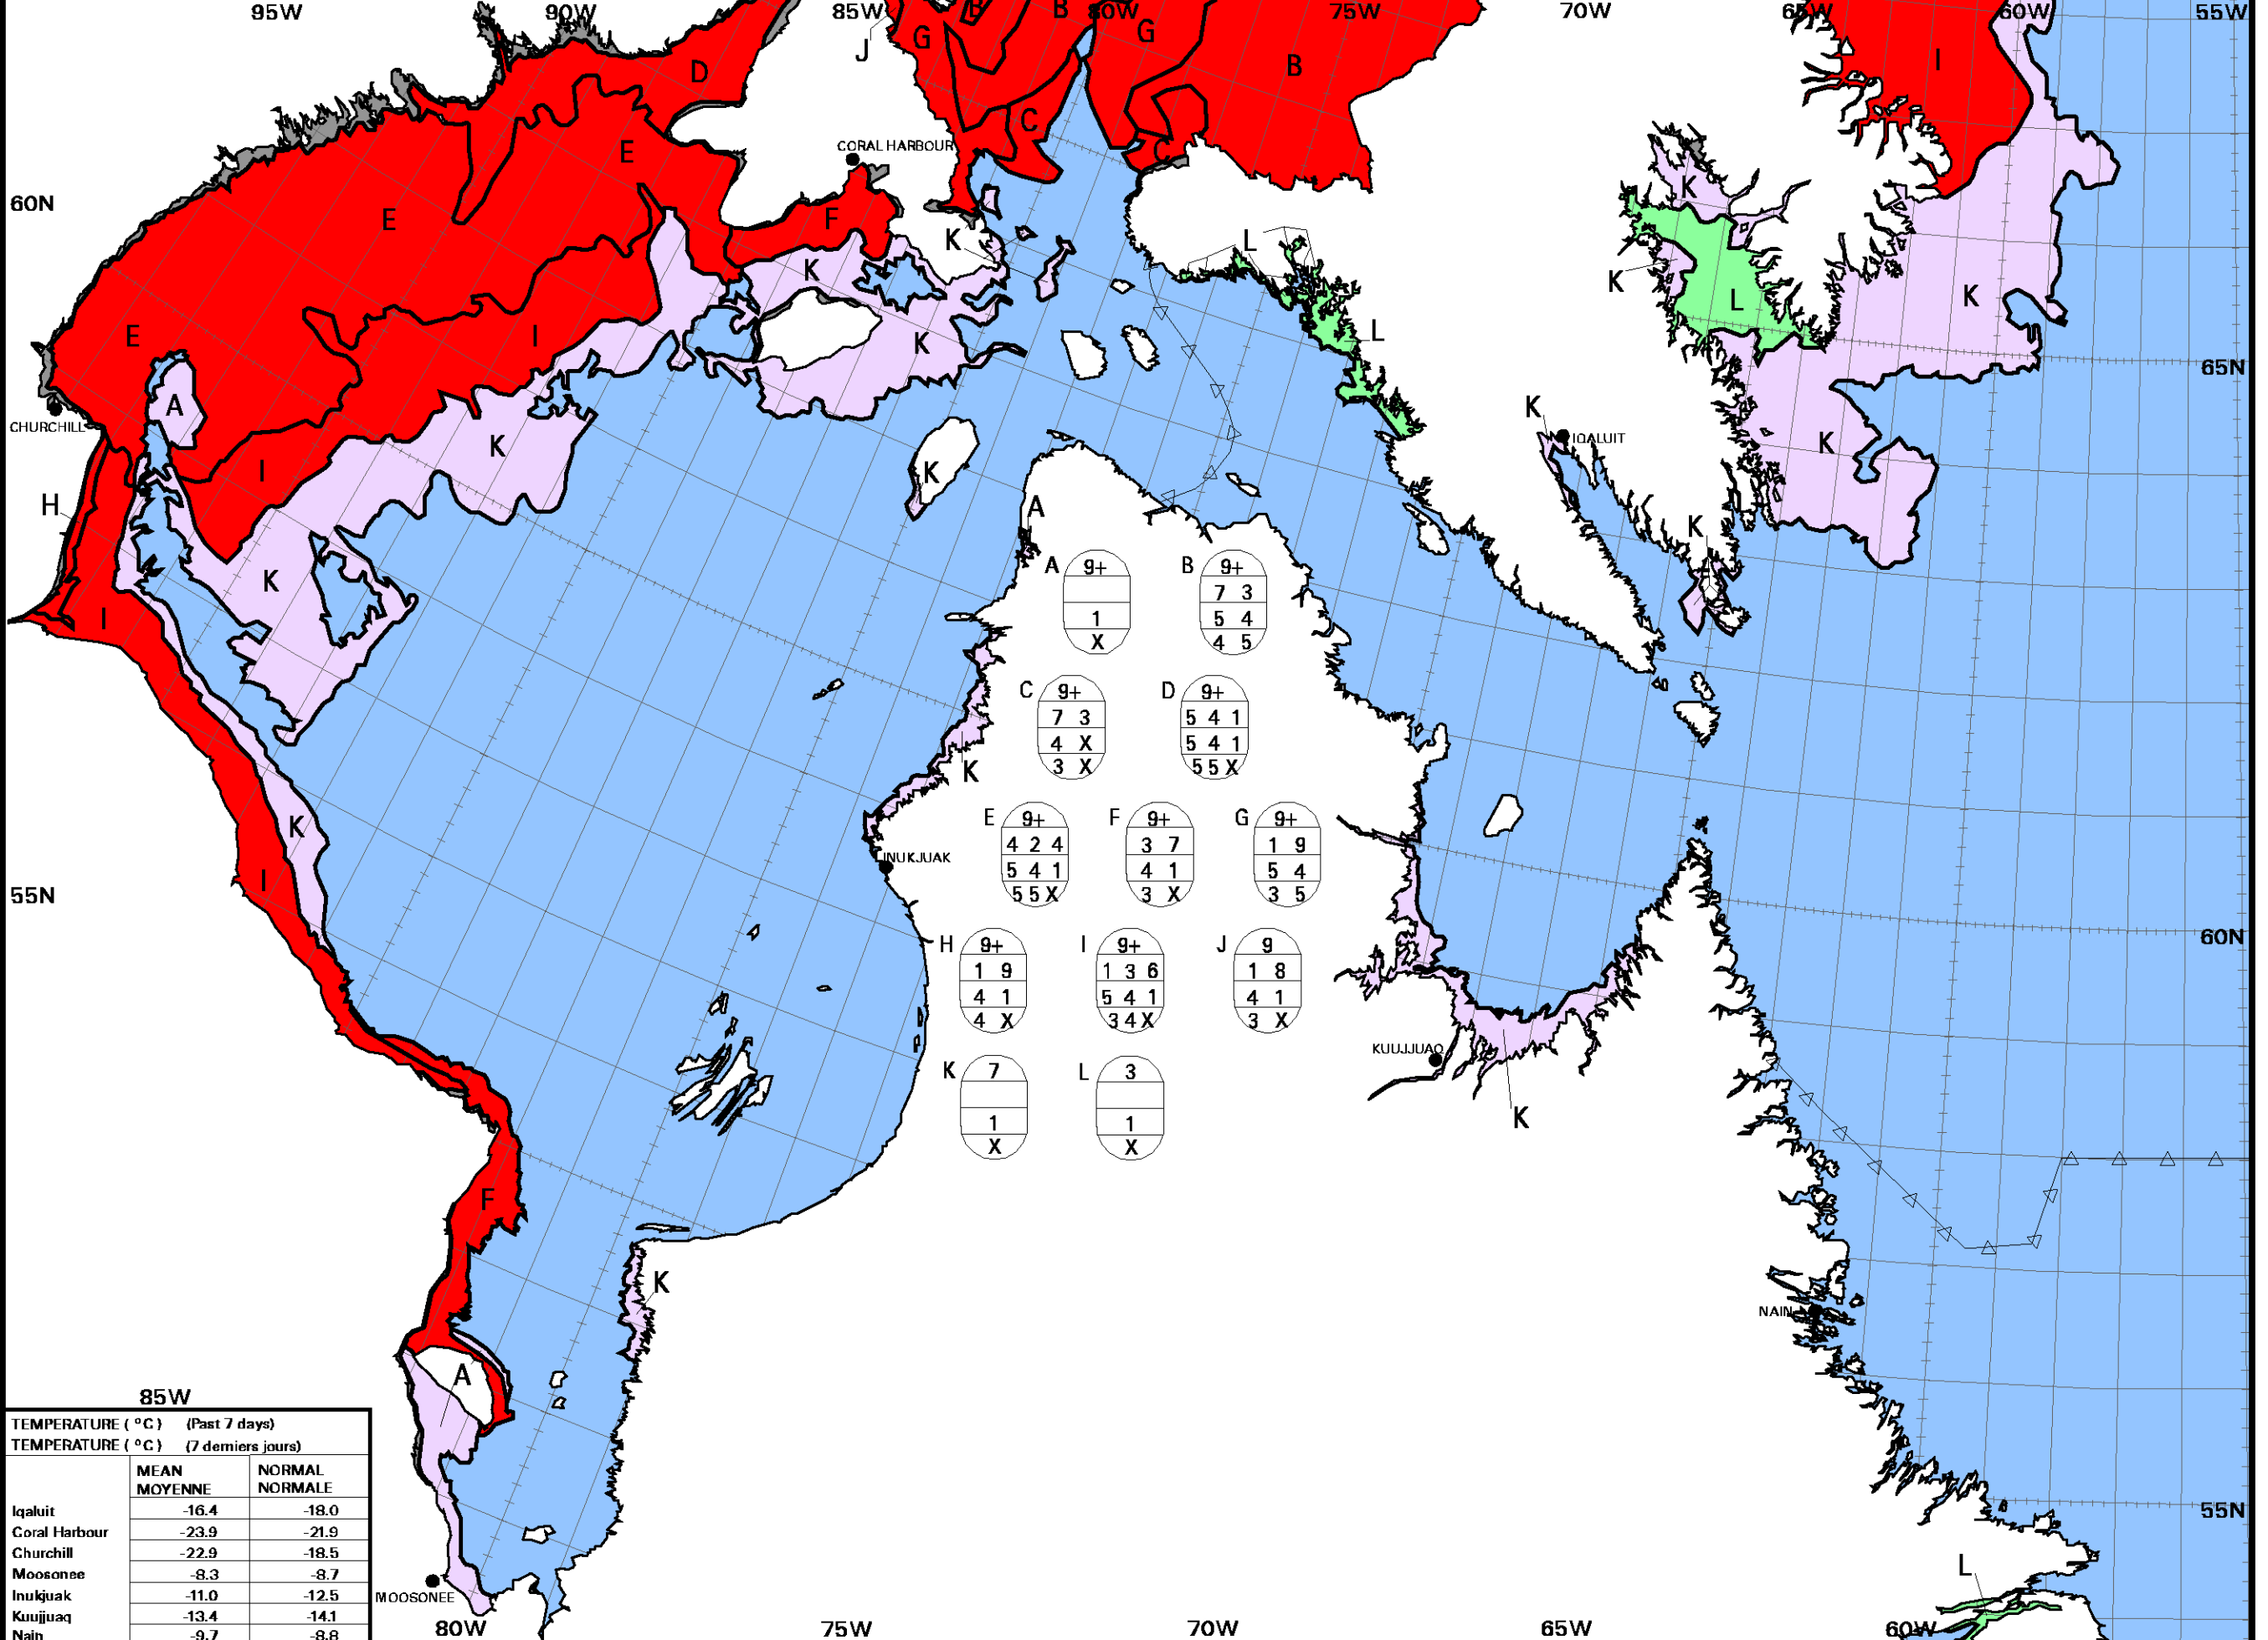 95W 90W 85W 80W 75W 70W 65W 60W 55W
B B
G G
J
I
D B
C
E CORAL HARBOUR C
K
60N
E F
K L
K
K
L K
E I K L
65N
A K
CHURCHILL IQALUIT
K K
I K
H A K
K
I
A 9+ 1 X
B 9+ 7 3 5 4 4 5
C 9+ 7 3 4 X 3 X
D 9+ 5 4 1 5 4 1 5 5 X
K
K
E 9+ 4 2 4 5 4 1 5 5 X
F 9+ 3 7 4 1 3 X
G 9+ 1 9 5 4 3 5
INUKJUAK
I
55N
60N
H 9+ 1 9 4 1 4 X
I 9+ 1 3 6 5 4 1 3 4 X
J 9 1 8 4 1 3 X
KUUJJUAQ
K 7 1 X
L 3 1 X
K
F
K
NAIN
A
85W
TEMPERATURE (°C) (Past 7 days)
TEMPERATURE (°C) (7 derniers jours)
MEAN NORMAL
MOYENNE NORMALE
Iqaluit -16.4 -18.0
Coral Harbour -23.9 -21.9
Churchill -22.9 -18.5
Moosonee -8.3 -8.7
Inukjuak -11.0 -12.5
Kuujjuaq -13.4 -14.1
Nain -9.7 -8.8
55N
L
MOOSONEE
80W 75W 70W 65W 60W